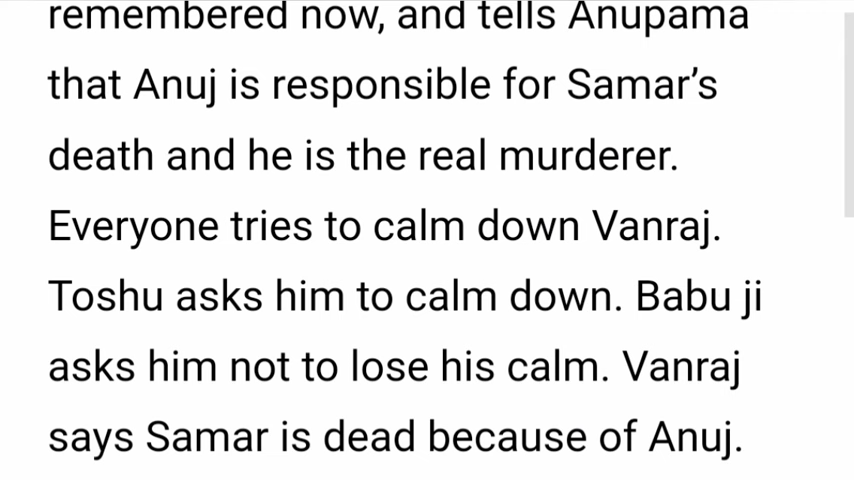 remembered now, and tells Anupama
that Anuj is responsible for Samar’s
death and he is the real murderer.
Everyone tries to calm down Vanraj.
Toshu asks him to calm down. Babu ji
asks him not to lose his calm. Vanraj
says Samar is dead because of Anuj.